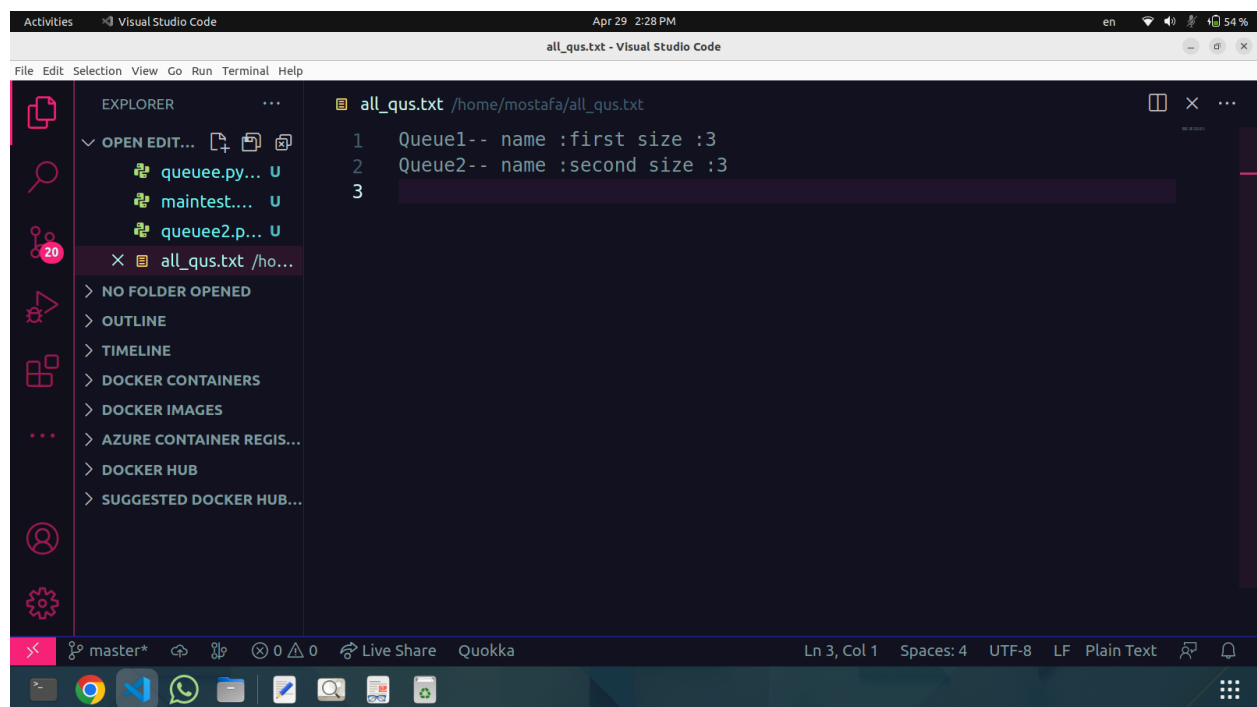 Activities Visual Studio Code Apr 29 2:28 PM en 54 %
all_qus.txt - Visual Studio Code
File Edit Selection View Go Run Terminal Help
EXPLORER
OPEN EDIT...
queuee.py... U
maintest.... U
queuee2.p... U
all_qus.txt /ho...
NO FOLDER OPENED
OUTLINE
TIMELINE
DOCKER CONTAINERS
DOCKER IMAGES
AZURE CONTAINER REGIS...
DOCKER HUB
SUGGESTED DOCKER HUB...
20
all_qus.txt /home/mostafa/all_qus.txt
1 Queue1-- name :first size :3
2 Queue2-- name :second size :3
3
master* 0 0 Live Share Quokka Ln 3, Col 1 Spaces: 4 UTF-8 LF Plain Text